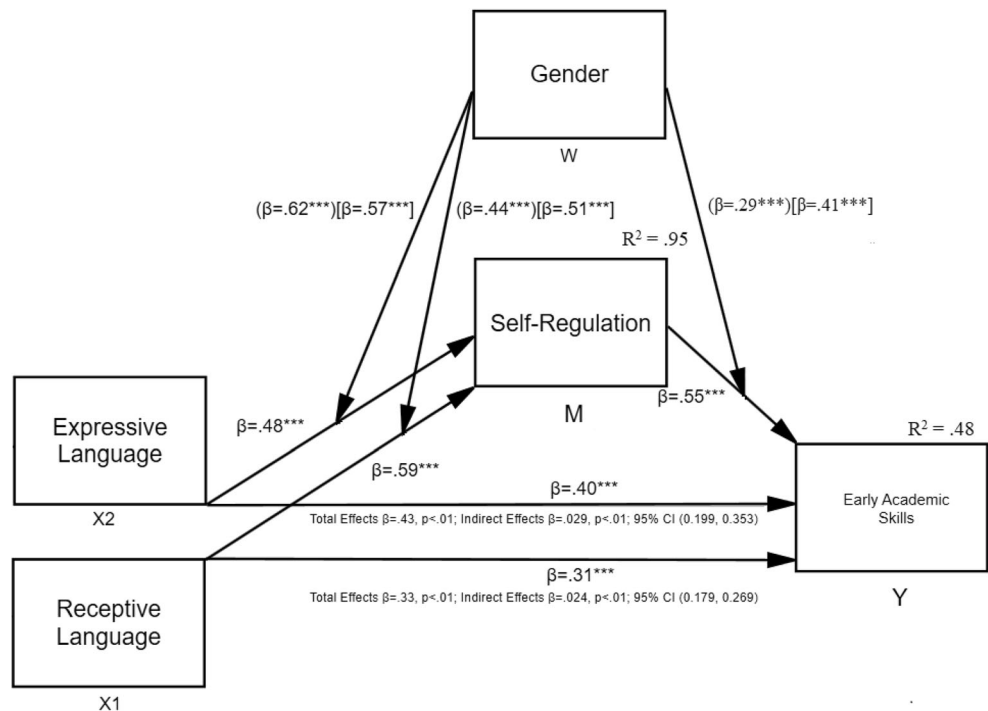 Gender
W
(β=.62***)[β=.57***]
(β=.44***)[β=.51***]
(β=.29***)[β=.41***]
R² = .95
Self-Regulation
M
β=.55***
Expressive
Language
X2
β=.48***
β=.59***
R² = .48
β=.40***
Total Effects β=.43, p<.01; Indirect Effects β=.029, p<.01; 95% CI (0.199, 0.353)
Early Academic
Skills
Y
β=.31***
Total Effects β=.33, p<.01; Indirect Effects β=.024, p<.01; 95% CI (0.179, 0.269)
Receptive
Language
X1